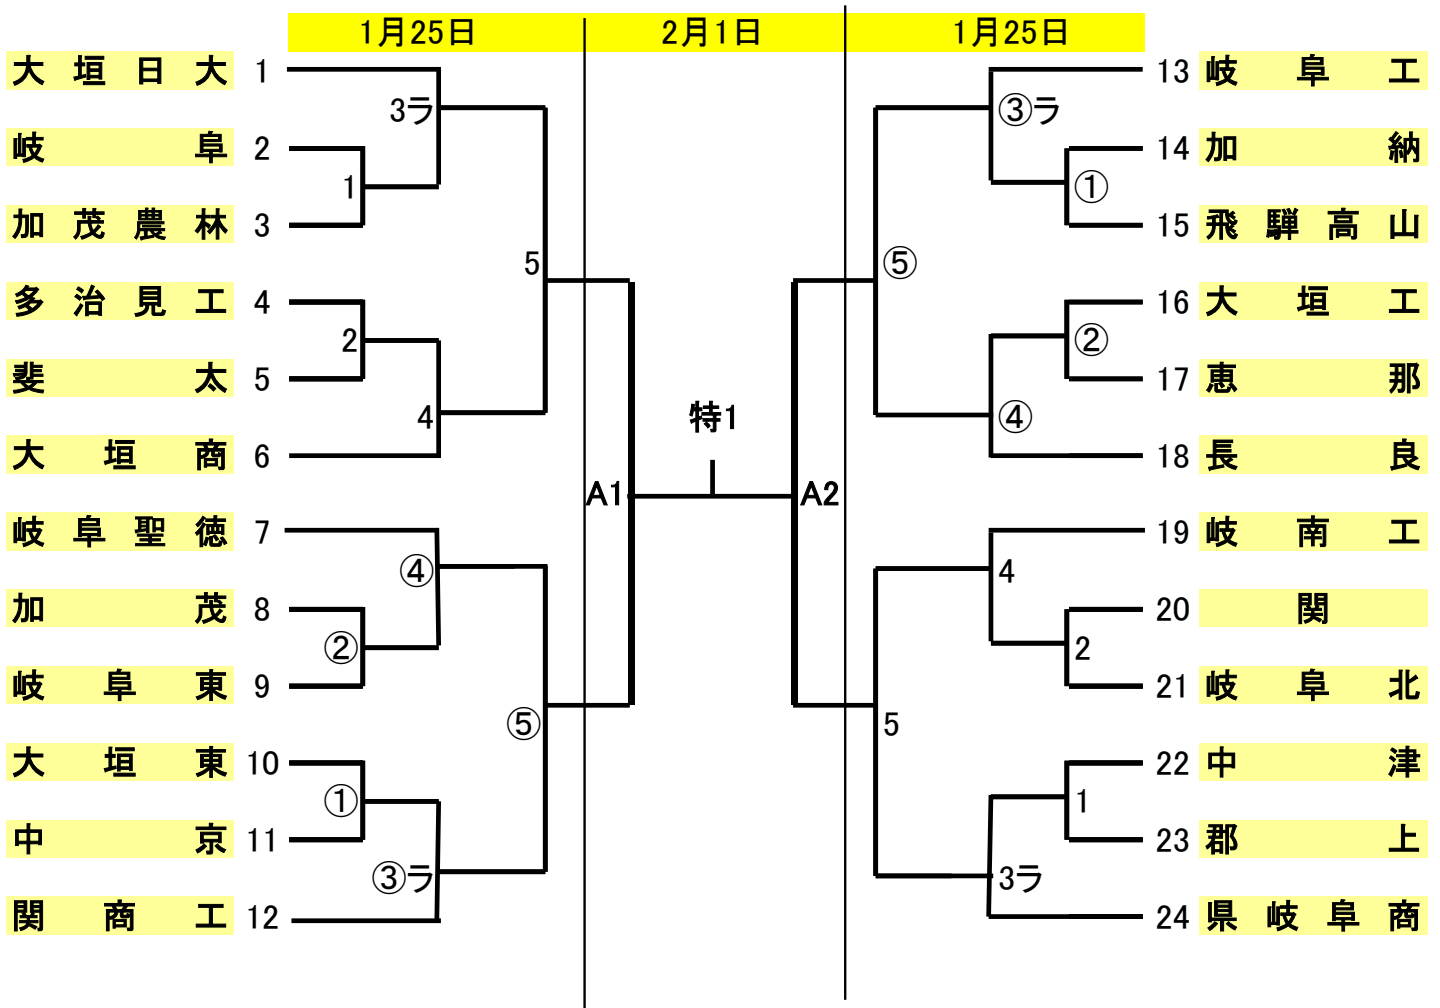 1月25日 2月1日 1月25日
大垣日大 1
3ラ
岐阜 2
1
加茂農林 3
5
多治見工 4
2
斐太 5
4
大垣商 6
A1
岐阜聖徳 7
④
加茂 8
②
岐阜東 9
⑤
大垣東 10
①
中京 11
③ラ
関商工 12
特1
13 岐阜工
③ラ
14 加納
①
15 飛騨高山
⑤
16 大垣工
②
17 恵那
④
18 長良
A2
19 岐南工
4
20 関
2
21 岐阜北
5
22 中津
1
23 郡上
3ラ
24 県岐阜商